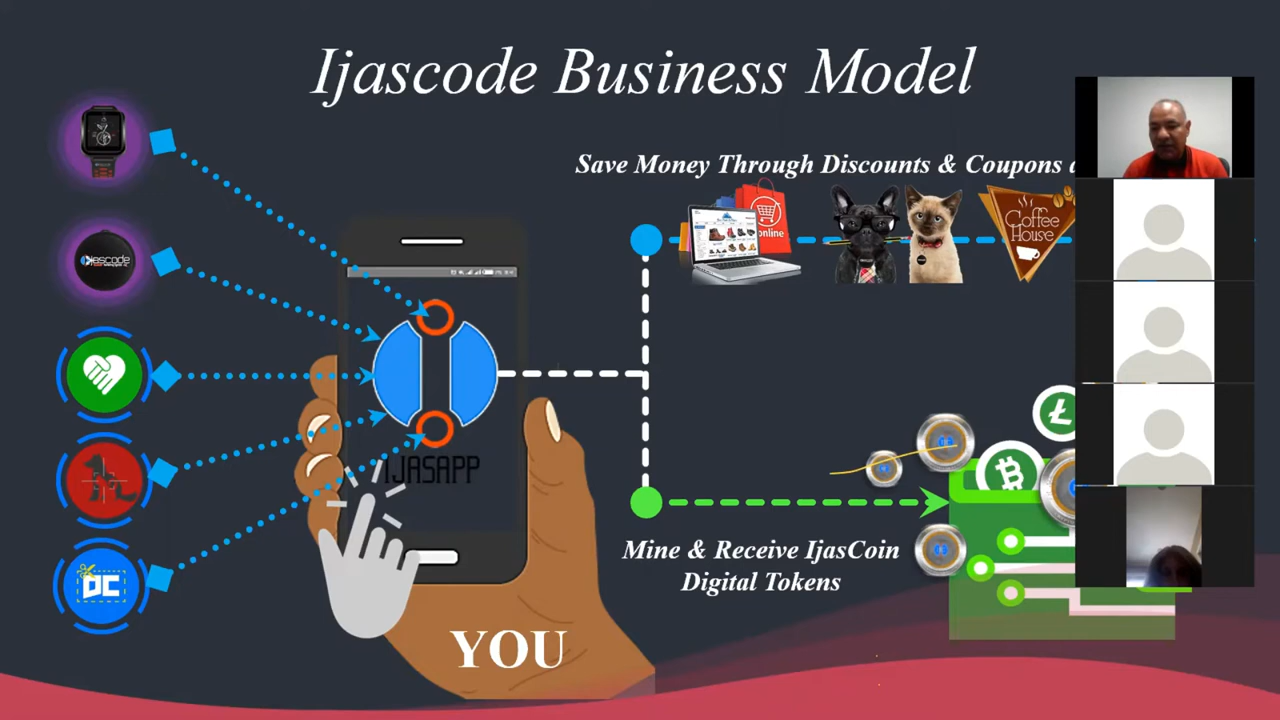 Ijascode Business Model
Save Money Through Discounts & Coupons
online
Coffee
House
IJASAPP
DC
Mine & Receive IjasCoin
Digital Tokens
YOU